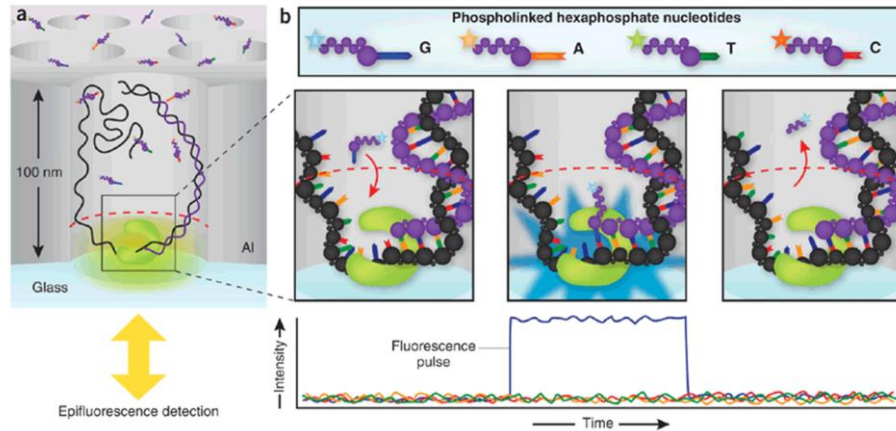 a
100 nm
Al
Glass
Epifluorescence detection
b
Phospholinked hexaphosphate nucleotides
G A T C
Intensity
Fluorescence
pulse
Time